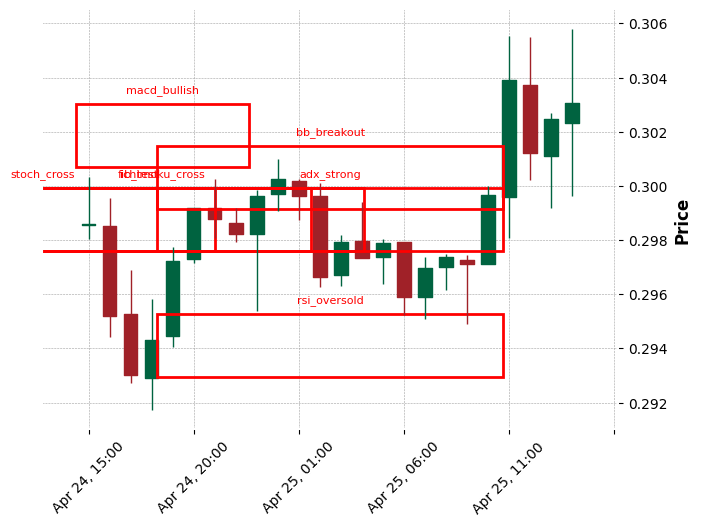 macd_bullish
bb_breakout
stoch_cross
adx_strong
rsi_oversold
0.306
0.304
0.302
0.300
0.298
0.296
0.294
0.292
Price
Apr 24, 15:00
Apr 24, 20:00
Apr 25, 01:00
Apr 25, 06:00
Apr 25, 11:00